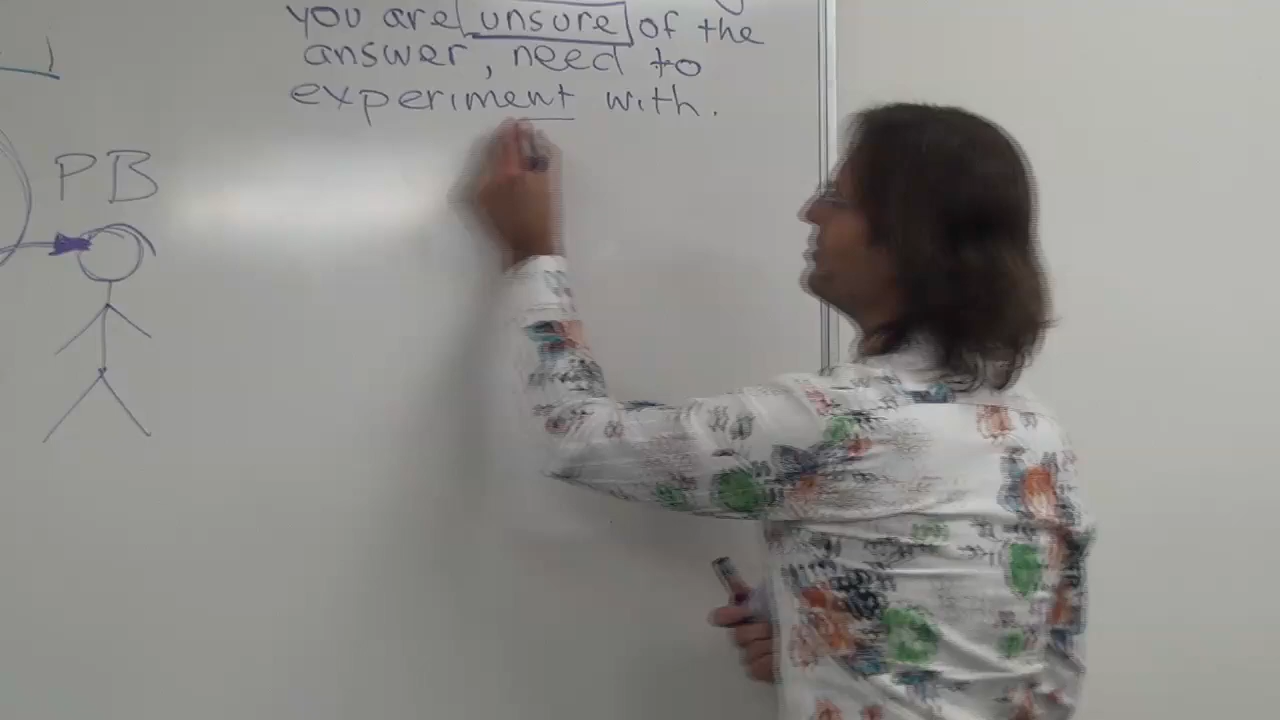 you are unsure of the
answer, need to
experiment with.
PB